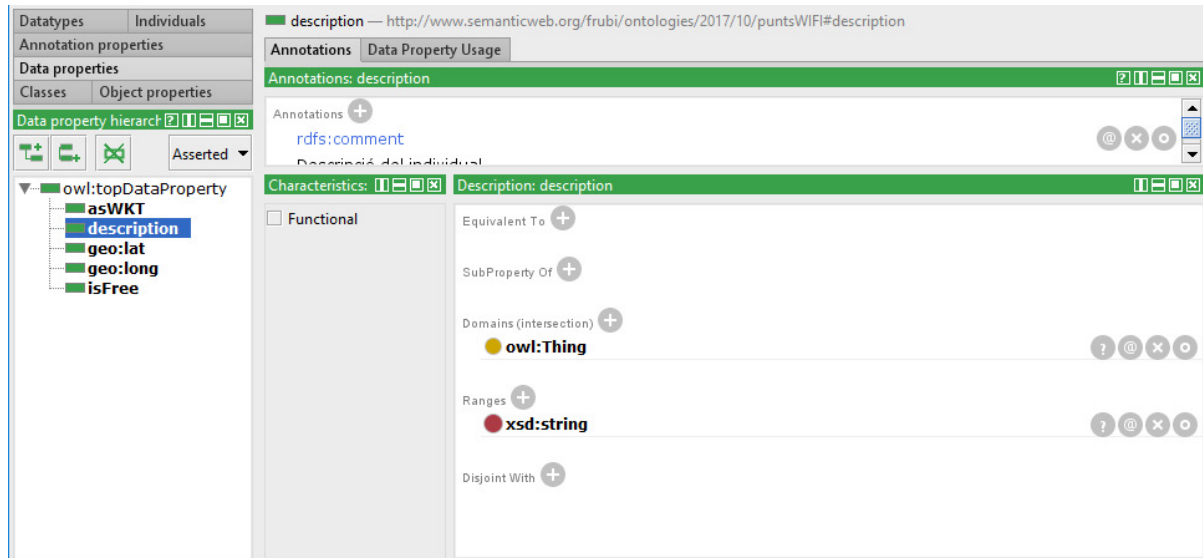 Datatypes Individuals
Annotation properties
Data properties
Classes Object properties
Data property hierarch
Asserted
owl:topDataProperty
asWKT
description
geo:lat
geo:long
isFree
description — http://www.semanticweb.org/frubi/ontologies/2017/10/puntsWIFI#description
Annotations Data Property Usage
Annotations: description
Annotations
rdfs:comment
Descripció del individual
Characteristics:
Functional
Description: description
Equivalent To
SubProperty Of
Domains (intersection)
owl:Thing
Ranges
xsd:string
Disjoint With